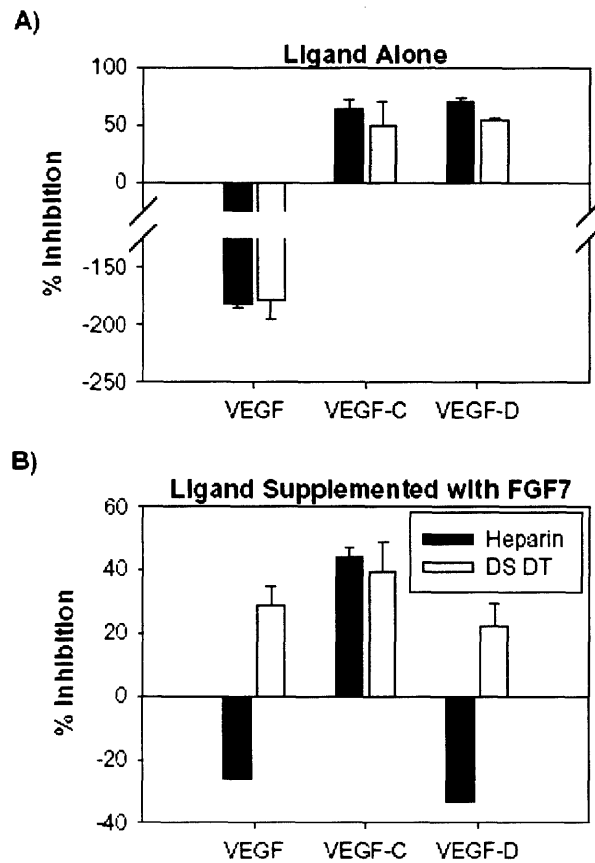 A)
Ligand Alone
100
50
0
-150
-200
-250
% Inhibition
VEGF VEGF-C VEGF-D
B)
Ligand Supplemented with FGF7
60
40
20
0
-20
-40
% Inhibition
Heparin
DS DT
VEGF VEGF-C VEGF-D